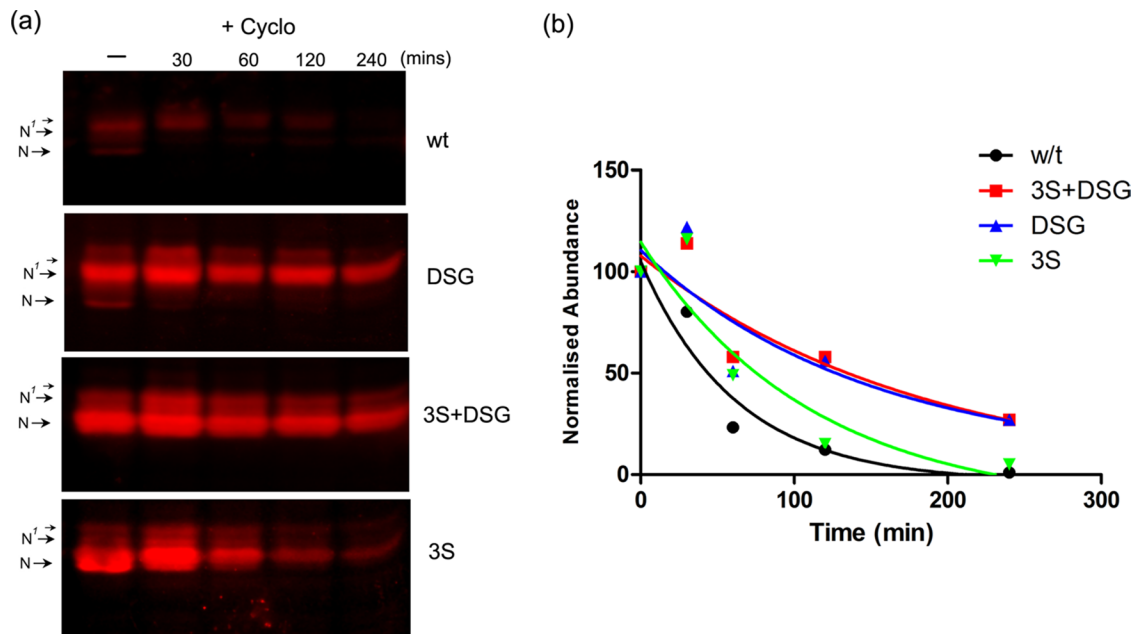 (a)
+ Cyclo
— 30 60 120 240 (mins)
N¹→
N→
wt
N¹→
N→
DSG
N¹→
N→
3S+DSG
N¹→
N→
3S
(b)
w/t
3S+DSG
DSG
3S
150
100
50
0
Normalised Abundance
0 100 200 300
Time (min)